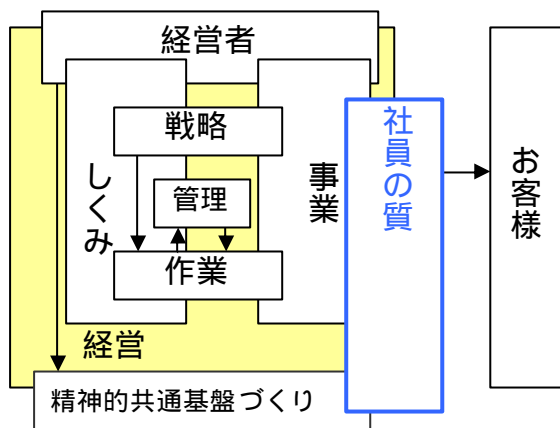 経営者
戦略
しくみ
管理
事業
作業
経営
精神的共通基盤づくり
社員の質
お客様